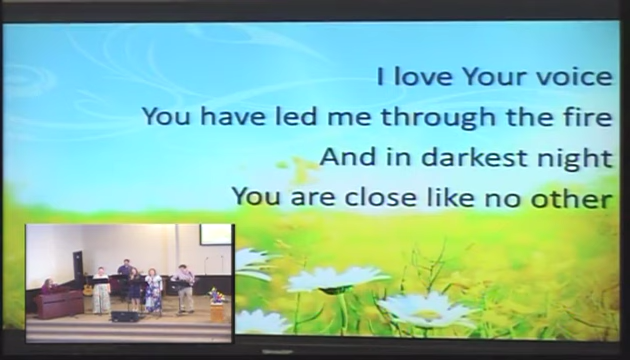 I love Your voice
You have led me through the fire
And in darkest night
You are close like no other